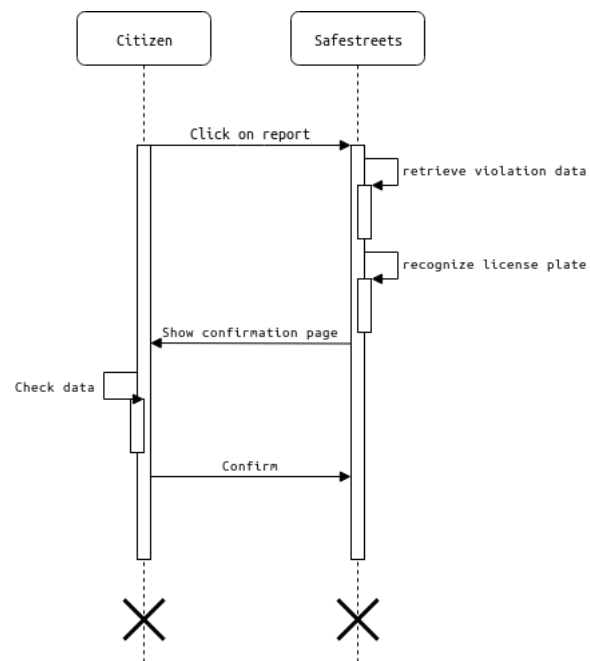 Citizen
Safestreets
Click on report
retrieve violation data
recognize license plate
Show confirmation page
Check data
Confirm